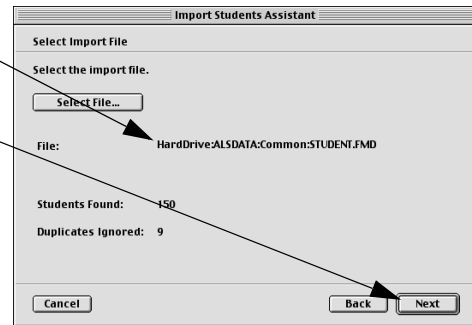 Import Students Assistant
Select Import File
Select the import file.
Select File...
File: HardDrive:ALSDATA:Common:STUDENT.FMD
Students Found: 150
Duplicates Ignored: 9
Cancel Back Next